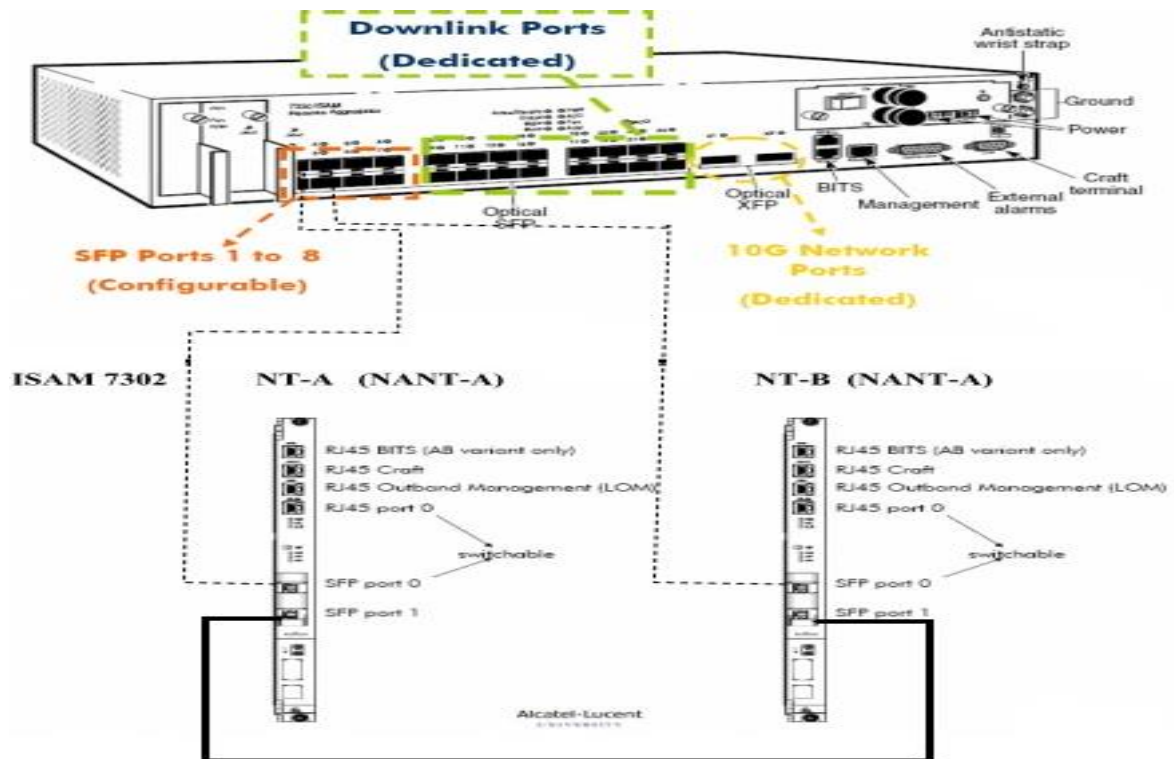 Downlink Ports
(Dedicated)
Antistatic
wrist strap
Ground
Power
Craft
terminal
External
alarms
Management
BITS
Optical
XFP
Optical
SFP
SFP Ports 1 to 8
(Configurable)
10G Network
Ports
(Dedicated)
ISAM 7302
NT-A (NANT-A)
NT-B (NANT-A)
RJ45 BITS (AB variant only)
RJ45 Craft
RJ45 Outband Management (LOM)
RJ45 port 0
switchable
SFP port 0
SFP port 1
RJ45 BITS (AB variant only)
RJ45 Craft
RJ45 Outband Management (LOM)
RJ45 port 0
switchable
SFP port 0
SFP port 1
Alcatel-Lucent
UNIVERSITY